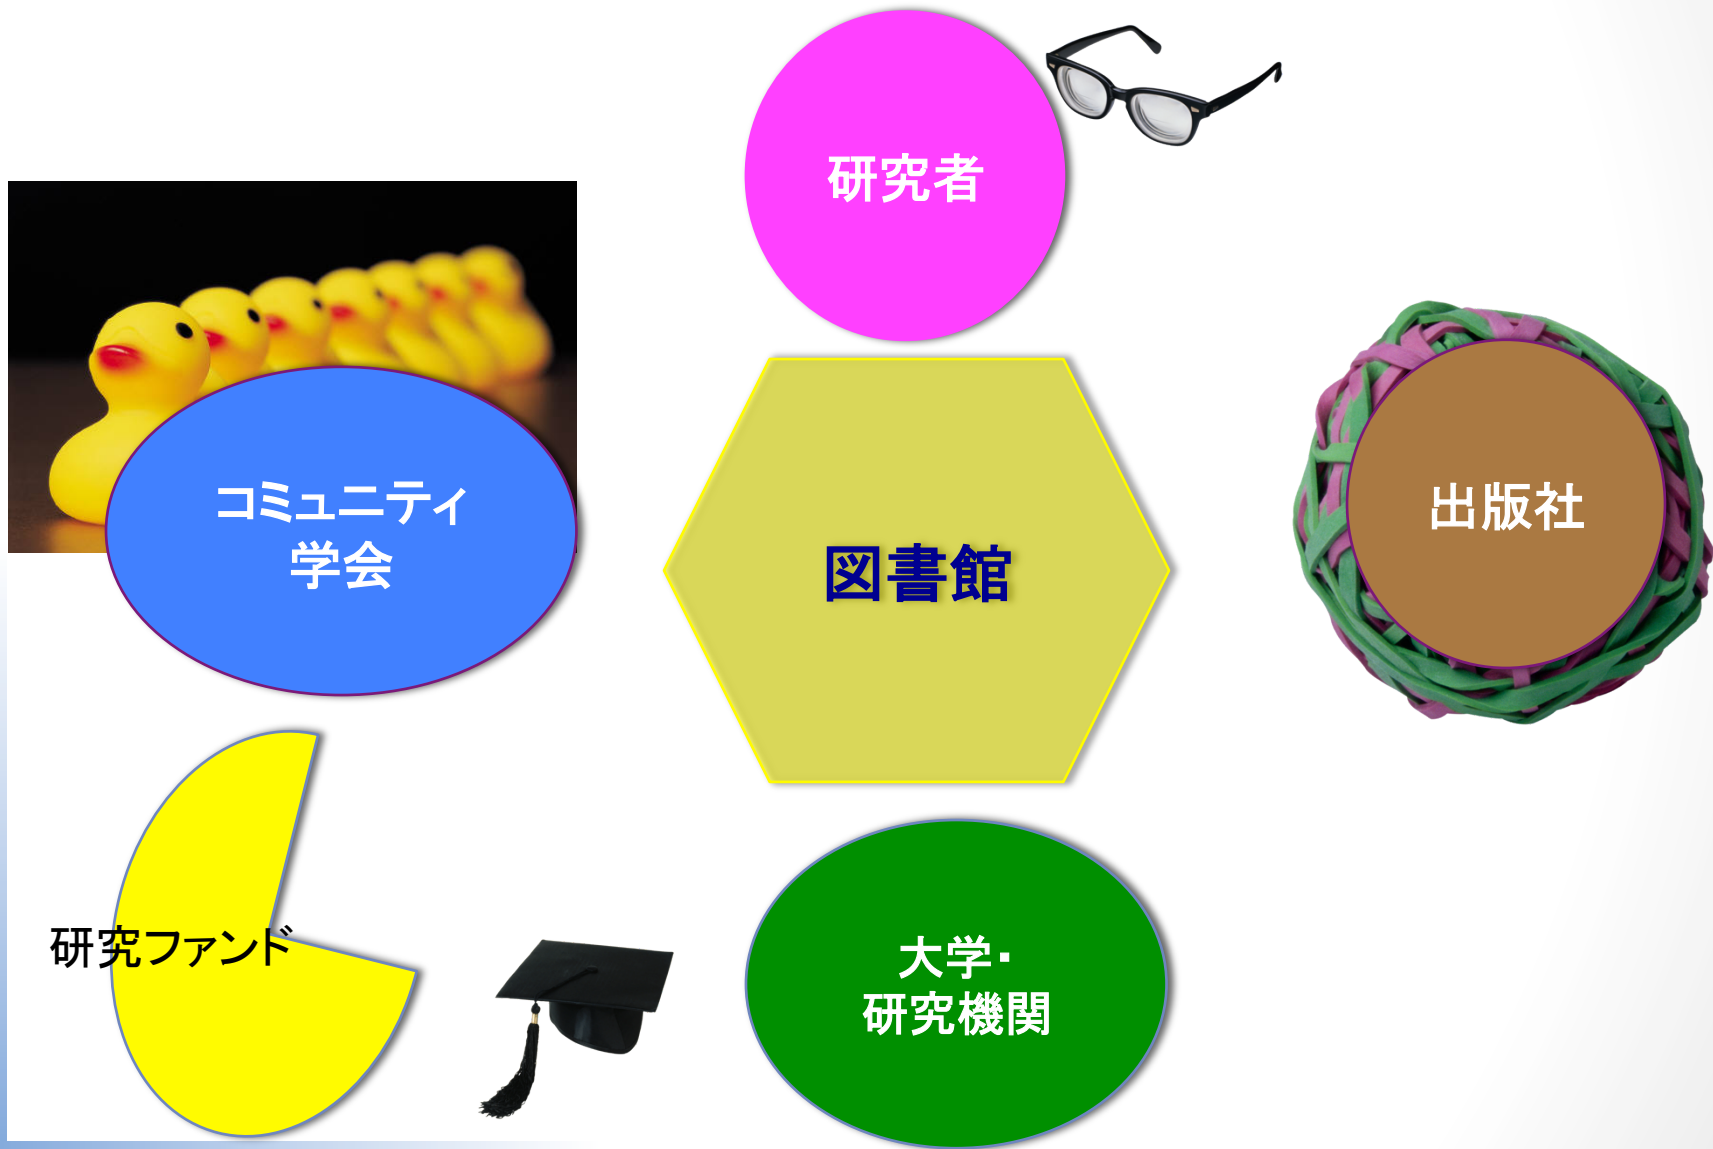 研究者
コミュニティ
学会
図書館
出版社
研究ファンド
大学・
研究機関